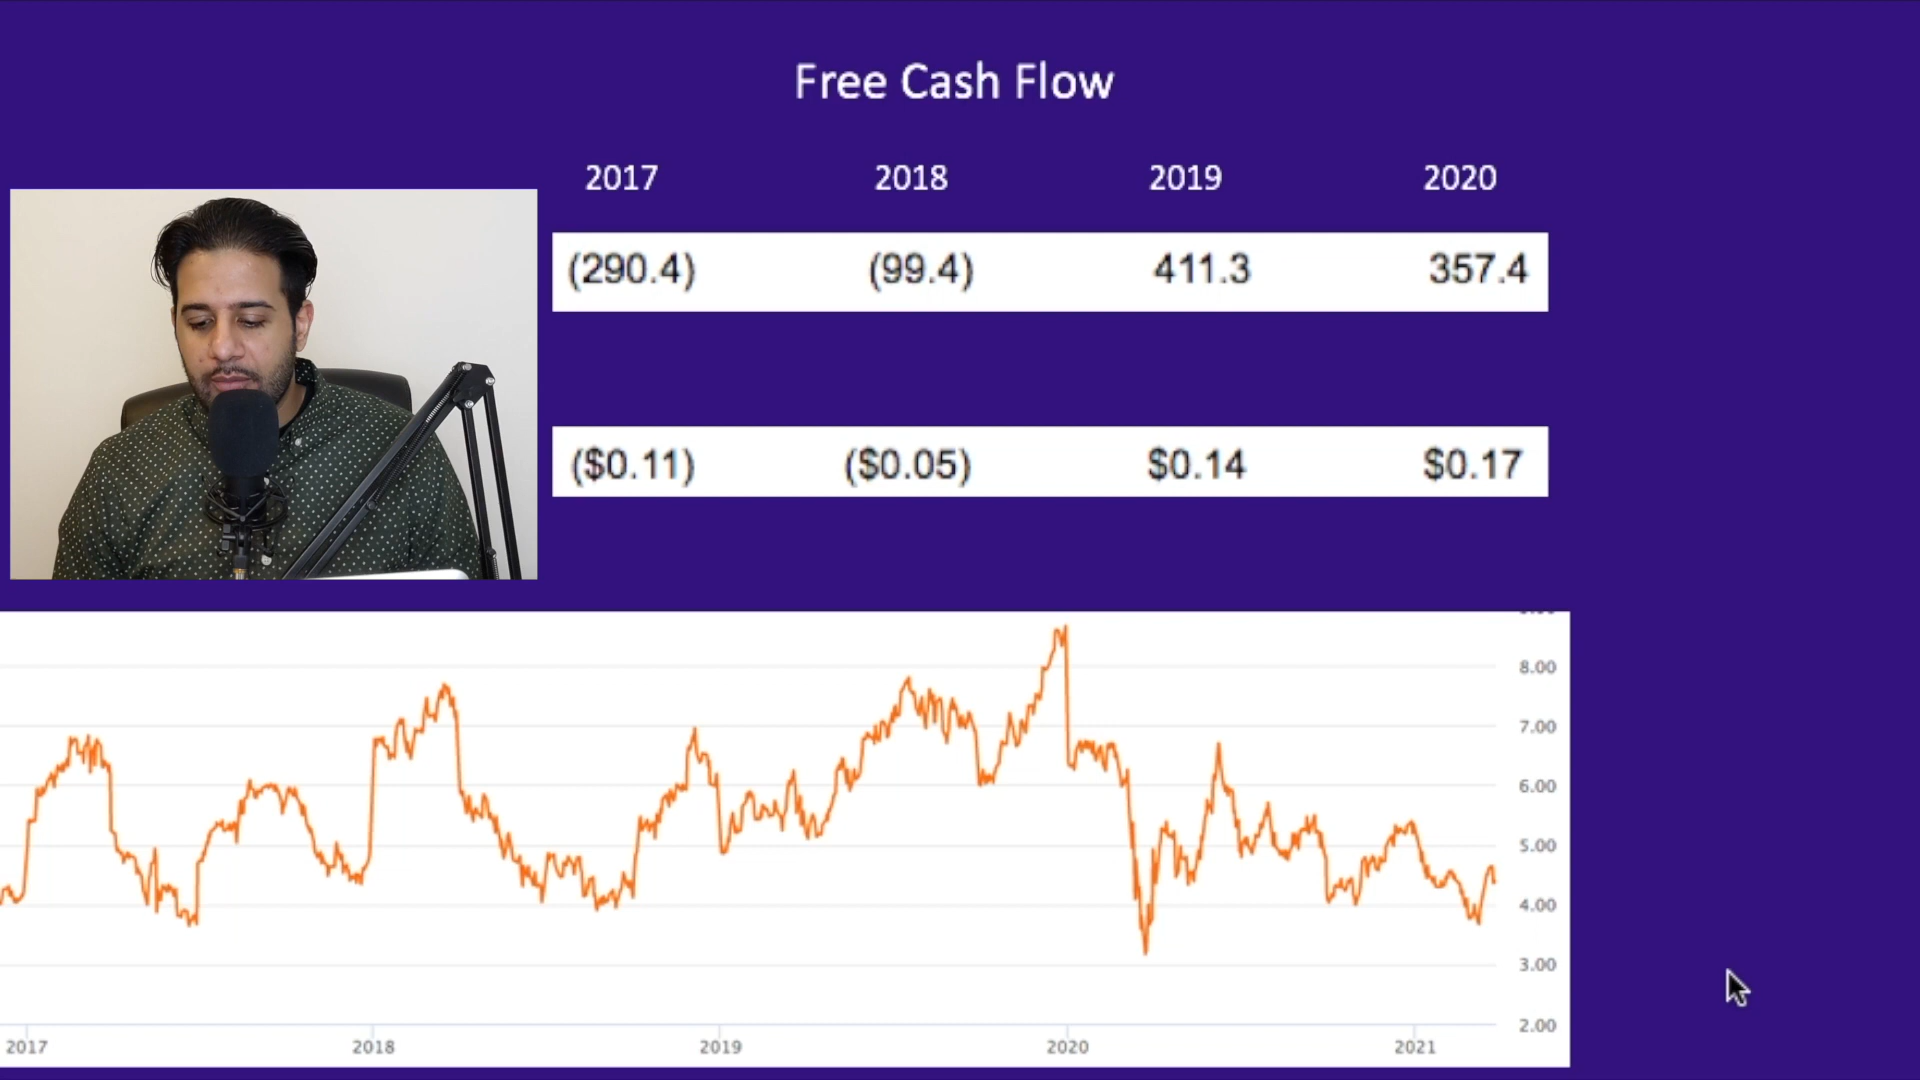 Free Cash Flow
2017 2018 2019 2020
(290.4) (99.4) 411.3 357.4
($0.11) ($0.05) $0.14 $0.17
8.00
7.00
6.00
5.00
4.00
3.00
2.00
2017 2018 2019 2020 2021